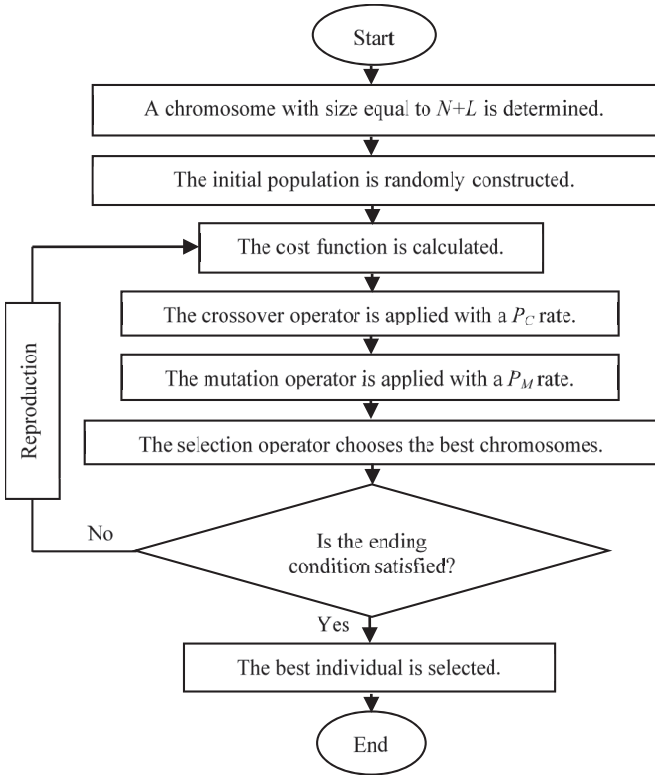 Start
A chromosome with size equal to N+L is determined.
The initial population is randomly constructed.
The cost function is calculated.
The crossover operator is applied with a P_C rate.
The mutation operator is applied with a P_M rate.
Reproduction
The selection operator chooses the best chromosomes.
No
Is the ending
condition satisfied?
Yes
The best individual is selected.
End